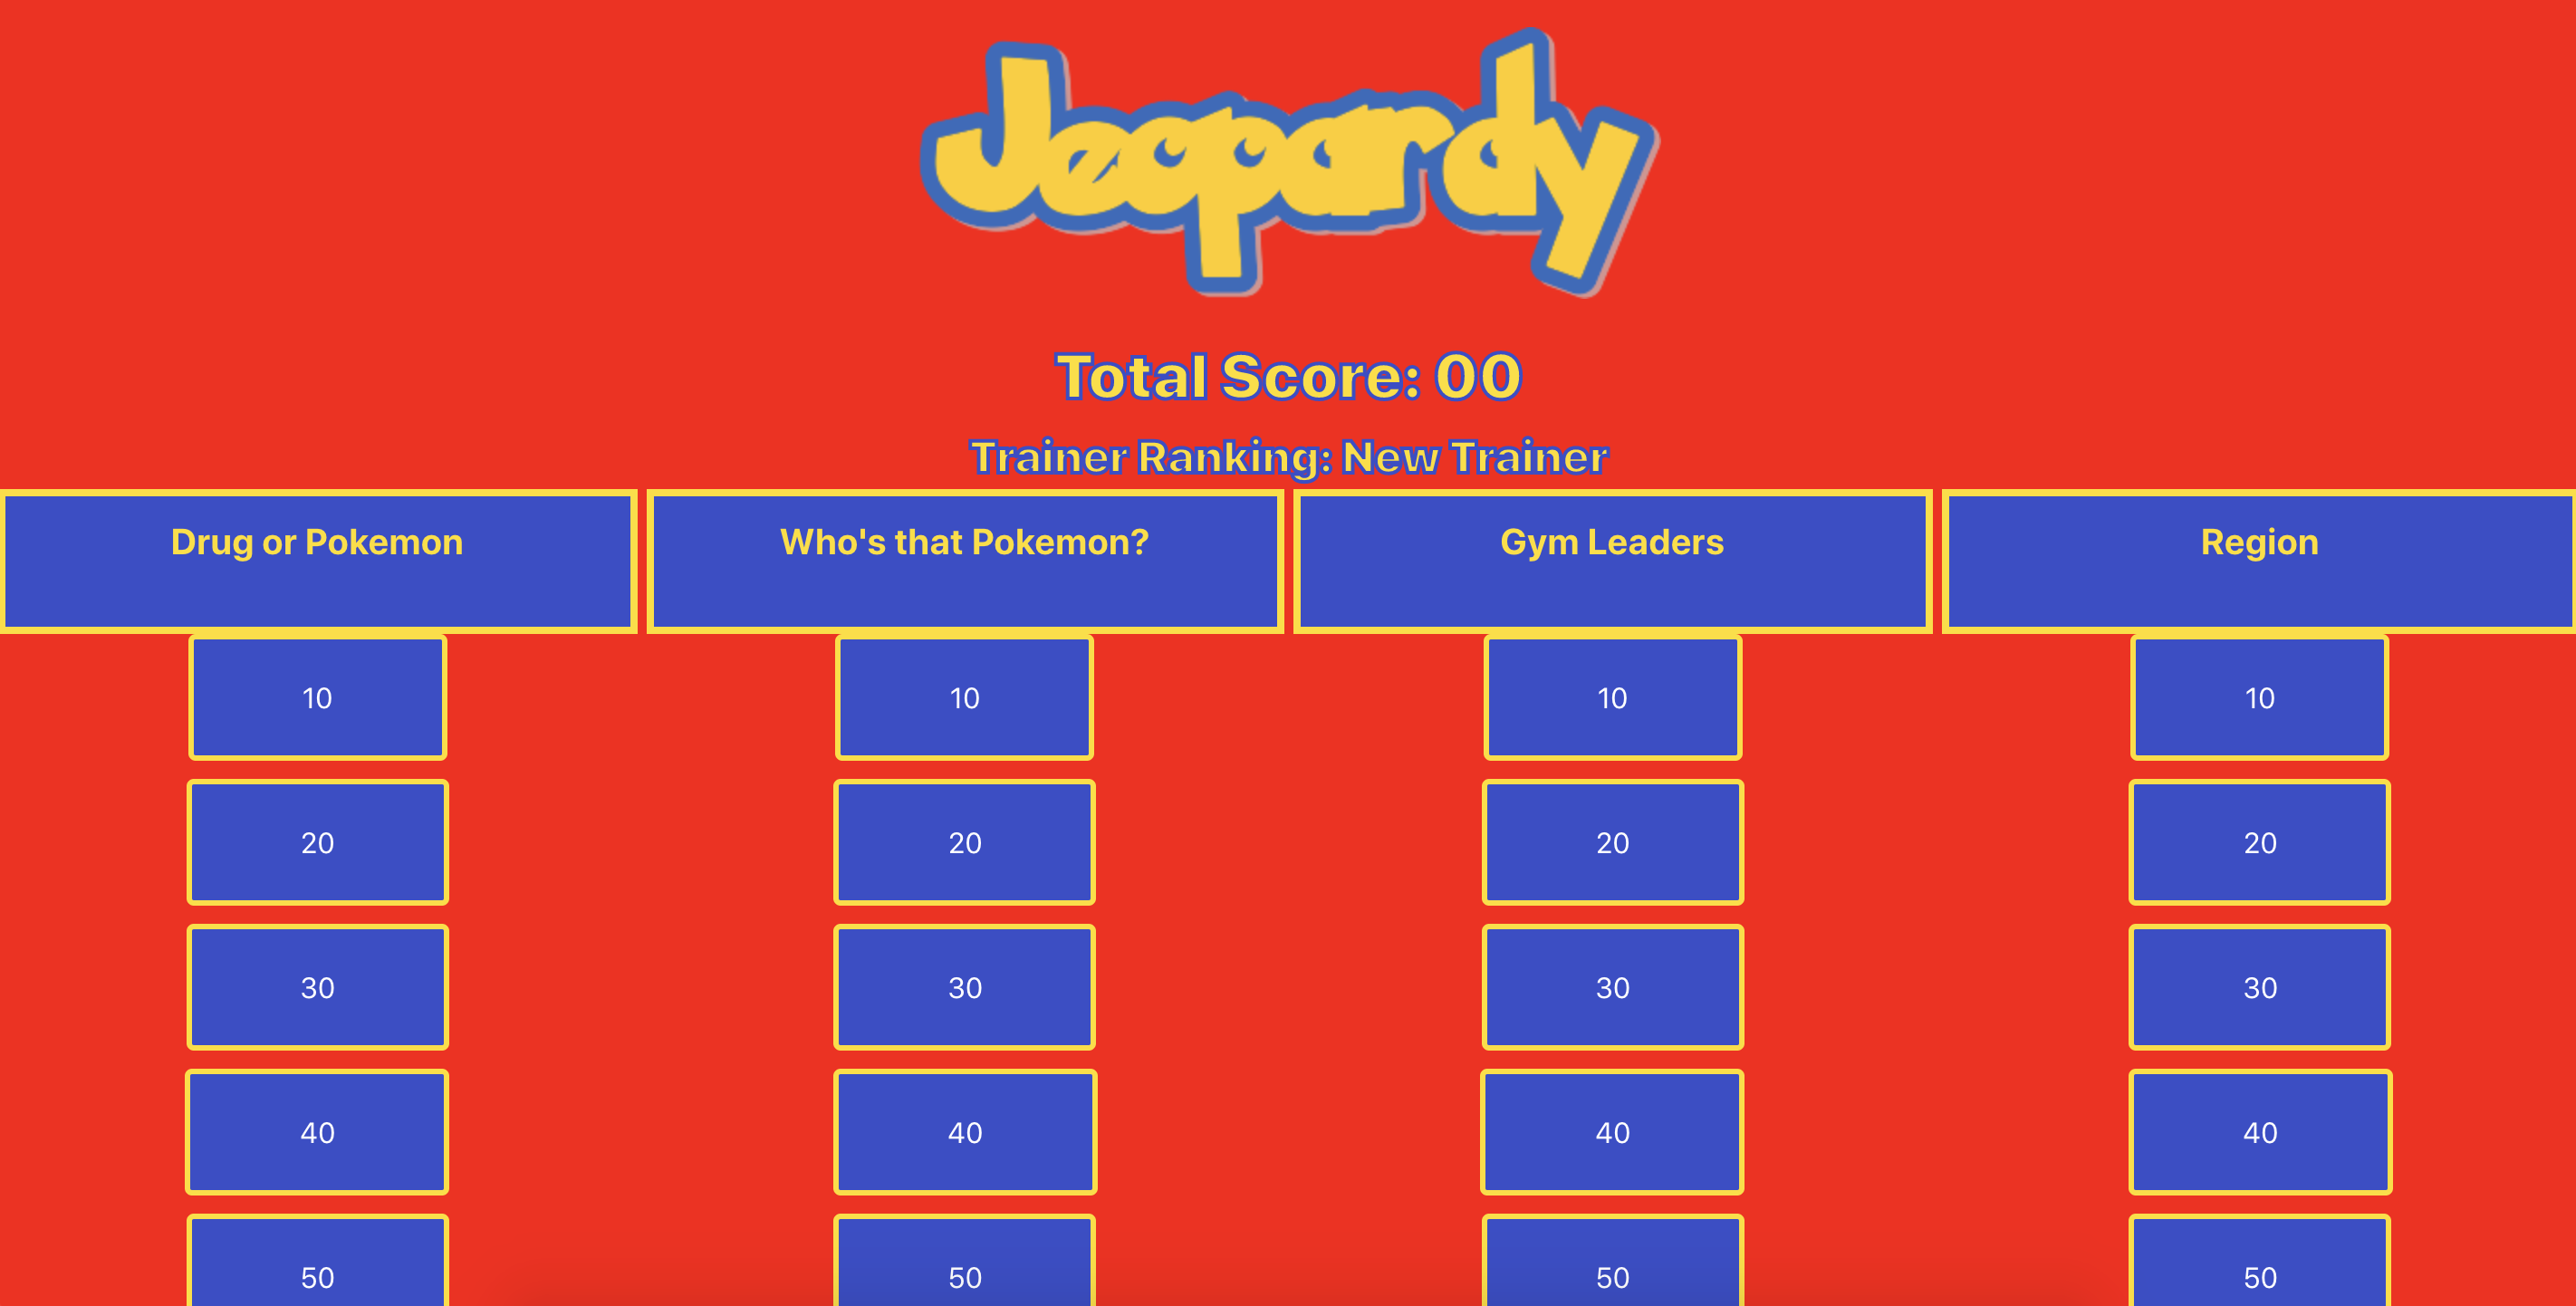 Jeopardy
Total Score: 00
Trainer Ranking: New Trainer
Drug or Pokemon Who's that Pokemon? Gym Leaders Region
10 10 10 10
20 20 20 20
30 30 30 30
40 40 40 40
50 50 50 50